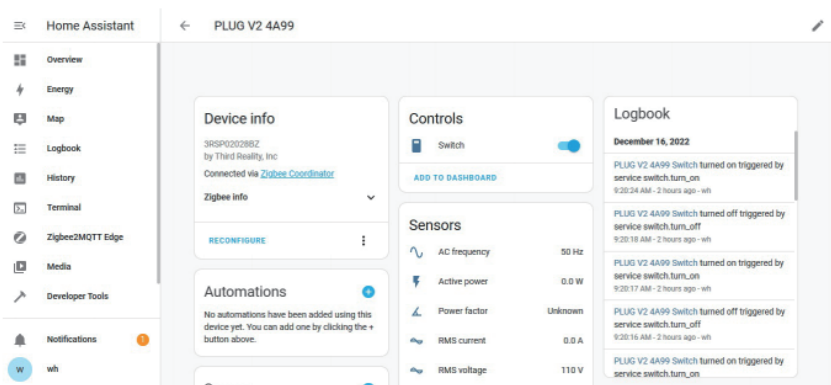 Home Assistant
PLUG V2 4A99
Overview
Energy
Map
Logbook
History
Terminal
Zigbee2MQTT Edge
Media
Developer Tools
Notifications
1
w
wh
Device info
3RSP02028BZ
by Third Reality, Inc
Connected via Zigbee Coordinator
Zigbee info
RECONFIGURE
Automations
No automations have been added using this
device yet. You can add one by clicking the +
button above.
Controls
Switch
ADD TO DASHBOARD
Sensors
AC frequency 50 Hz
Active power 0.0 W
Power factor Unknown
RMS current 0.0 A
RMS voltage 110 V
Logbook
December 16, 2022
PLUG V2 4A99 Switch turned on triggered by
service switch.turn_on
9:20:24 AM - 2 hours ago - wh
PLUG V2 4A99 Switch turned off triggered by
service switch.turn_off
9:20:18 AM - 2 hours ago - wh
PLUG V2 4A99 Switch turned on triggered by
service switch.turn_on
9:20:17 AM - 2 hours ago - wh
PLUG V2 4A99 Switch turned off triggered by
service switch.turn_off
9:20:16 AM - 2 hours ago - wh
PLUG V2 4A99 Switch turned on triggered by
service switch.turn_on